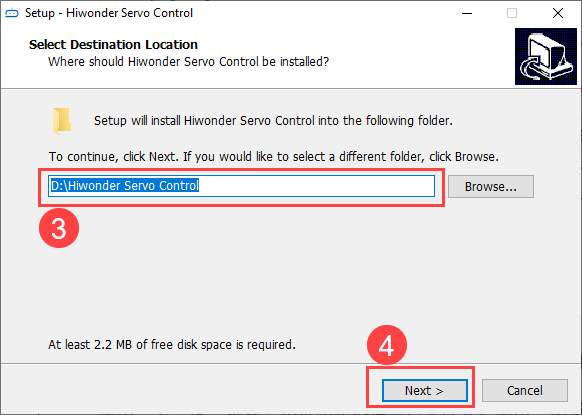 Setup - Hiwonder Servo Control
Select Destination Location
Where should Hiwonder Servo Control be installed?
Setup will install Hiwonder Servo Control into the following folder.
To continue, click Next. If you would like to select a different folder, click Browse.
D:\Hiwonder Servo Control
Browse...
3
At least 2.2 MB of free disk space is required.
4
Next >
Cancel